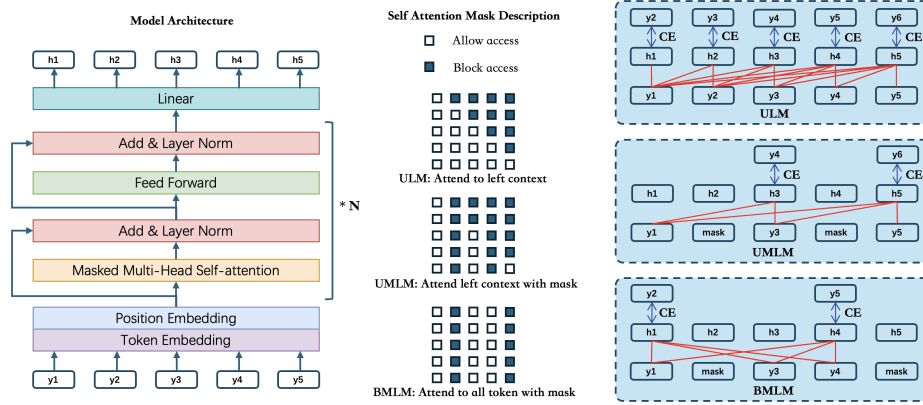 Model Architecture
h1 h2 h3 h4 h5
Linear
Add & Layer Norm
Feed Forward
* N
Add & Layer Norm
Masked Multi-Head Self-attention
Position Embedding
Token Embedding
y1 y2 y3 y4 y5
Self Attention Mask Description
Allow access
Block access
ULM: Attend to left context
UMLM: Attend left context with mask
BMLM: Attend to all token with mask
y2 y3 y4 y5 y6
CE CE CE CE CE
h1 h2 h3 h4 h5
y1 y2 y3 y4 y5
ULM
y4 y6
CE CE
h1 h2 h3 h4 h5
y1 mask y3 mask y5
UMLM
y2 y5
CE CE
h1 h2 h3 h4 h5
y1 mask y3 y4 mask
BMLM